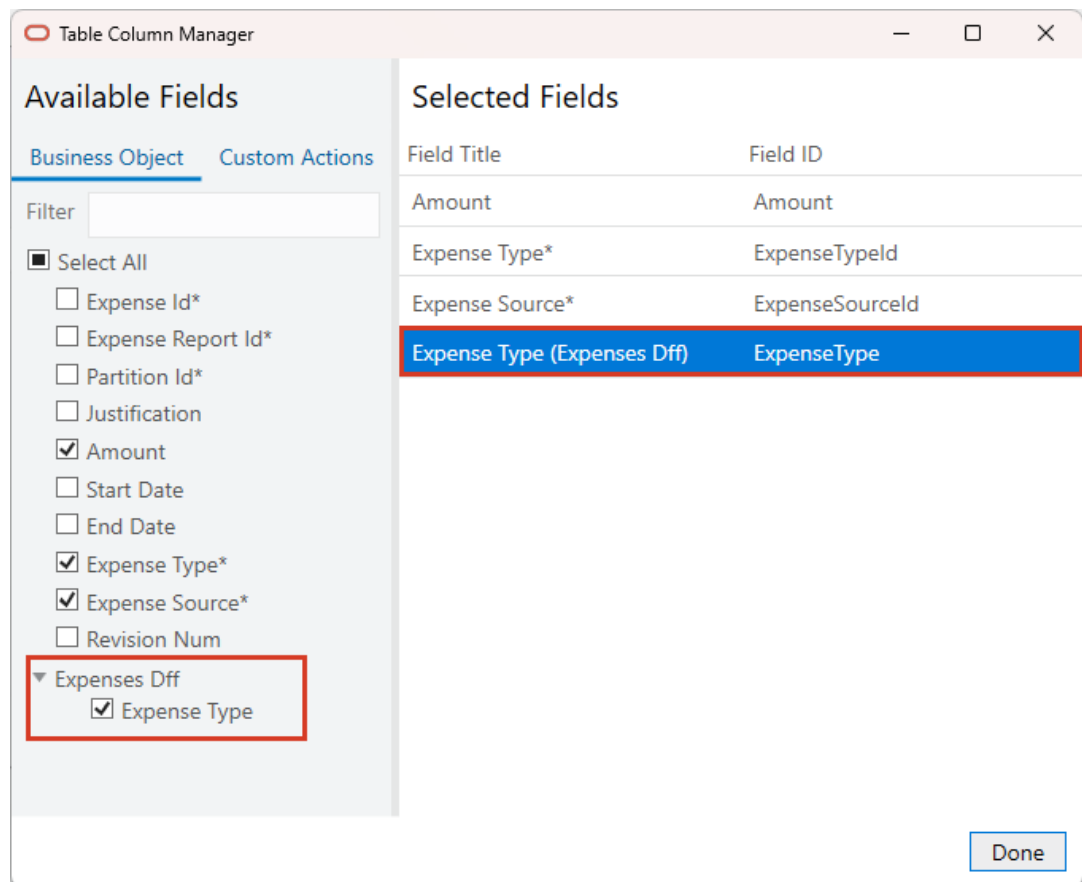 Table Column Manager
Available Fields
Business Object Custom Actions
Filter
Select All
Expense Id*
Expense Report Id*
Partition Id*
Justification
Amount
Start Date
End Date
Expense Type*
Expense Source*
Revision Num
Expenses Dff
Expense Type
Selected Fields
Field Title Field ID
Amount Amount
Expense Type* ExpenseTypeId
Expense Source* ExpenseSourceId
Expense Type (Expenses Dff) ExpenseType
Done